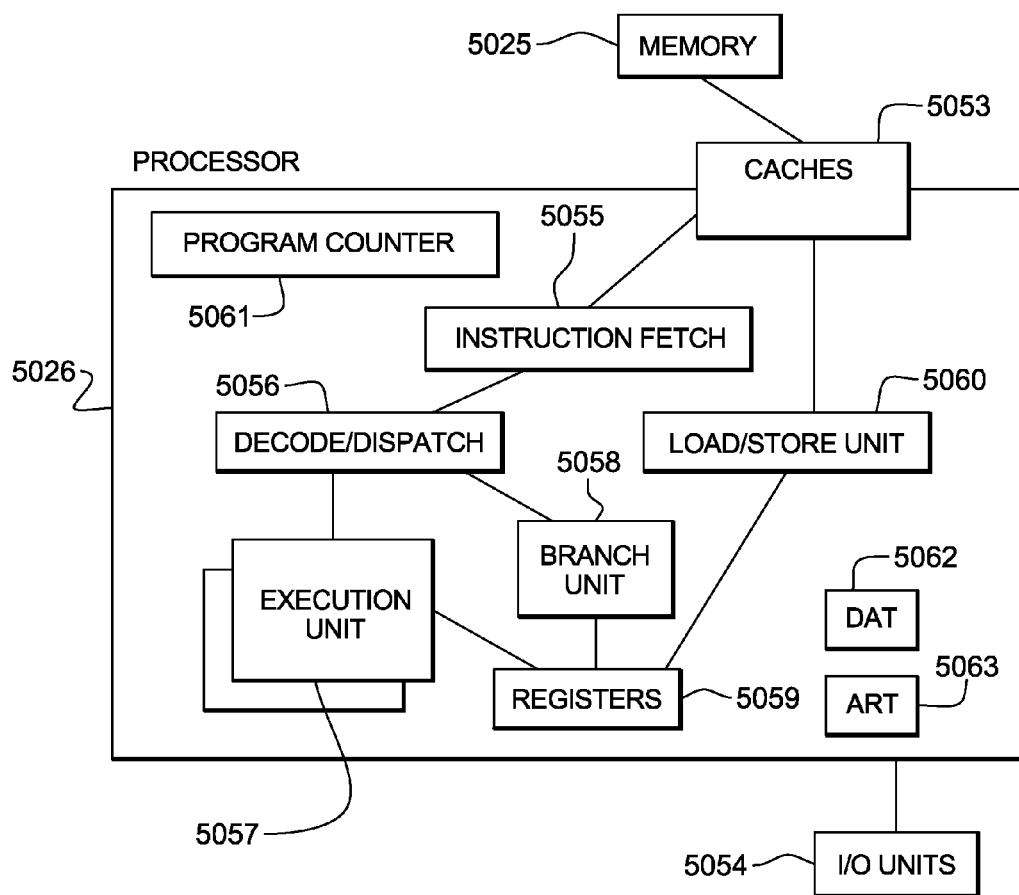 5025
MEMORY
5053
PROCESSOR
CACHES
PROGRAM COUNTER
5055
5061
INSTRUCTION FETCH
5026
5056
5060
DECODE/DISPATCH
LOAD/STORE UNIT
5058
BRANCH
UNIT
5062
EXECUTION
UNIT
DAT
5063
REGISTERS
5059
ART
5057
5054
I/O UNITS